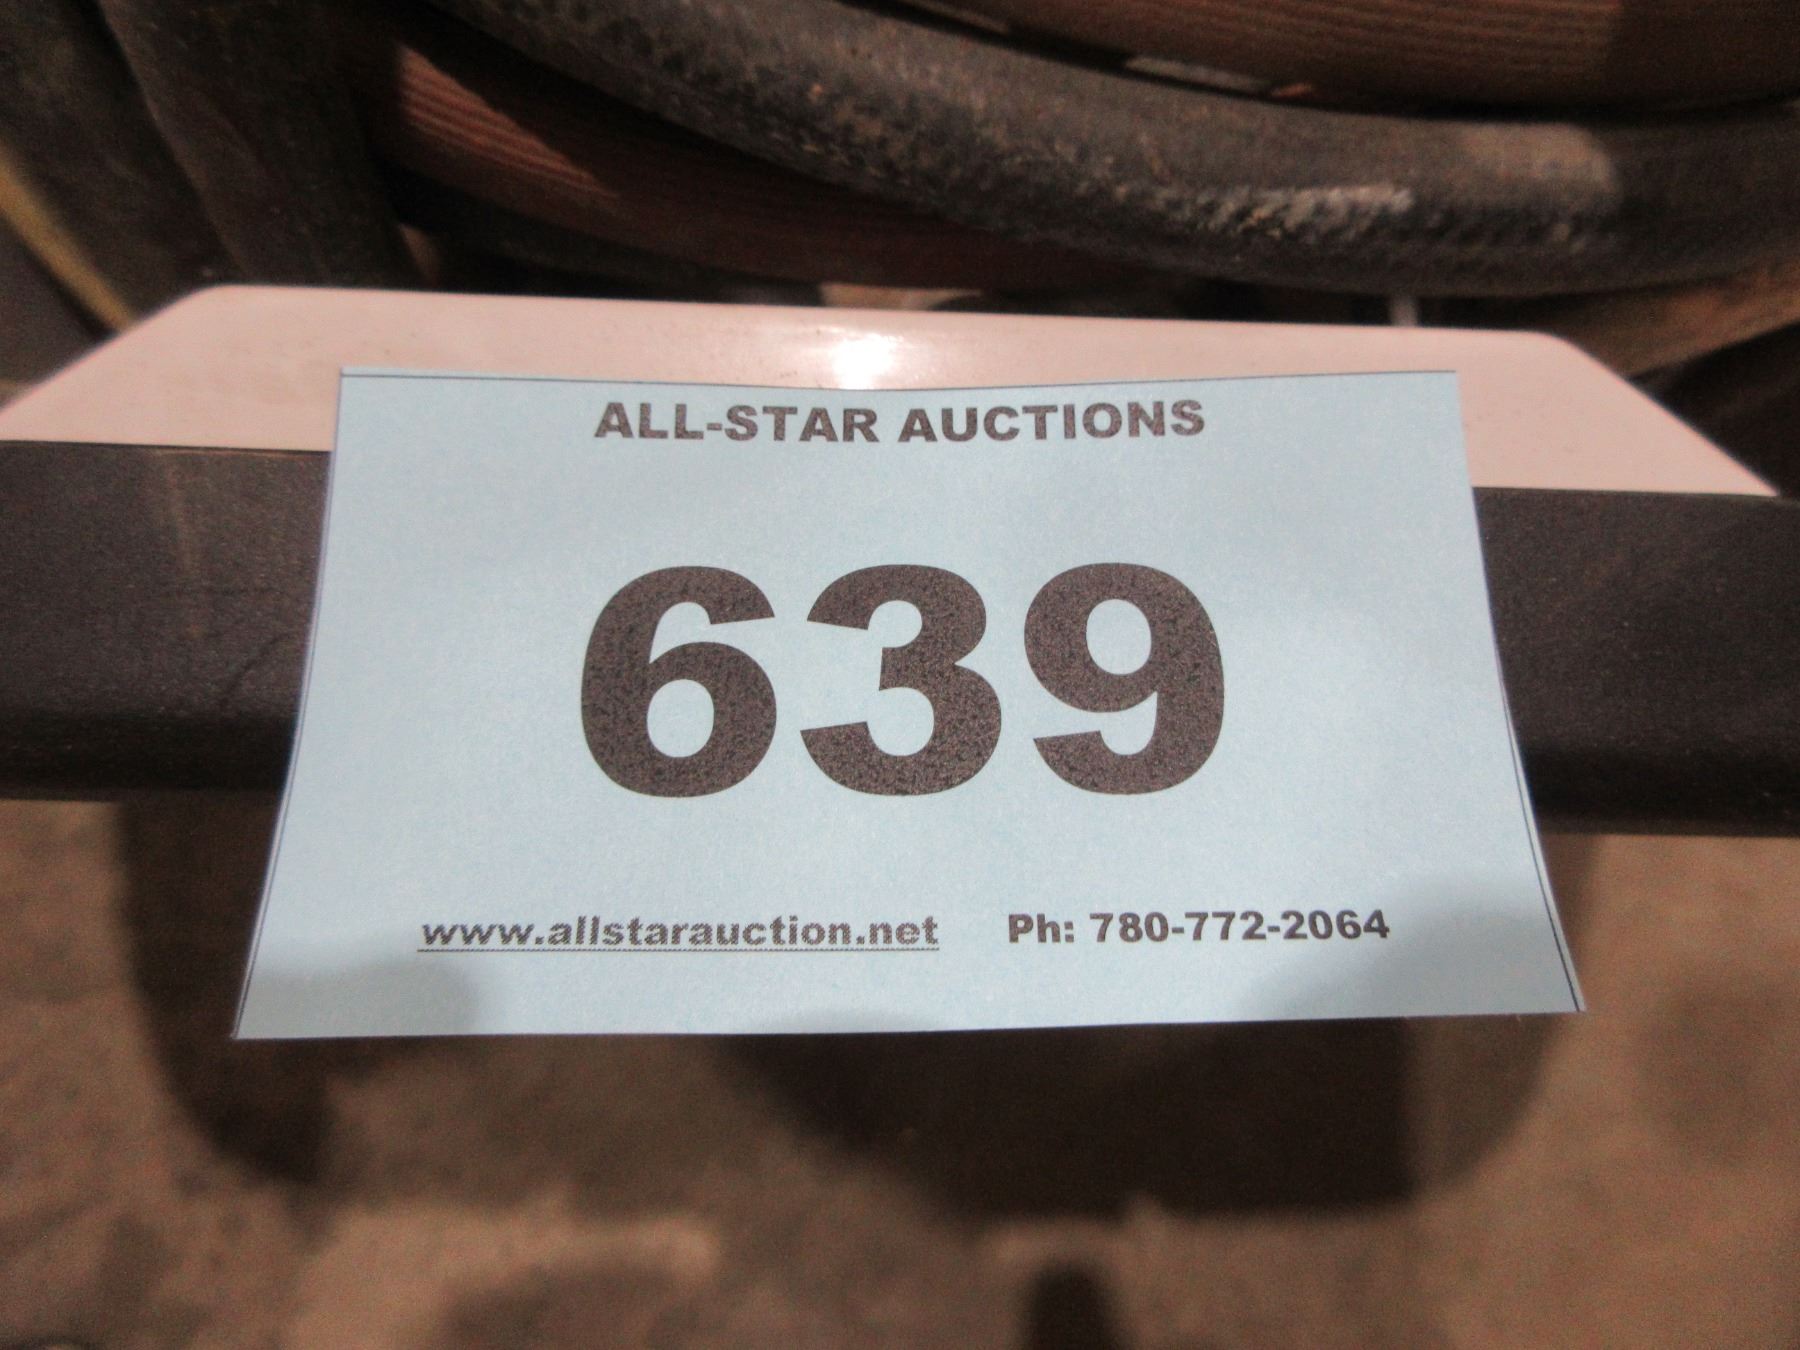 ALL-STAR AUCTIONS
639
www.allstarauction.net Ph: 780-772-2064